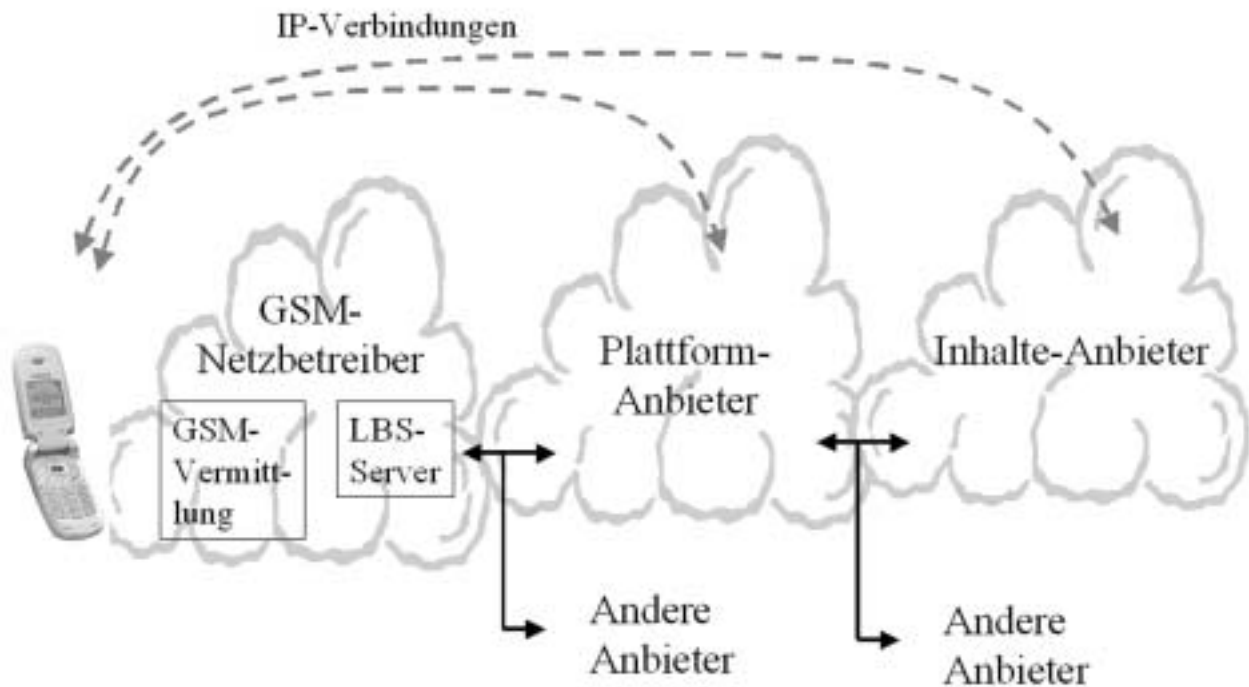 IP-Verbindungen
GSM-
Netzbetreiber
GSM-
Vermitt-
lung
LBS-
Server
Plattform-
Anbieter
Inhalte-Anbieter
Andere
Anbieter
Andere
Anbieter